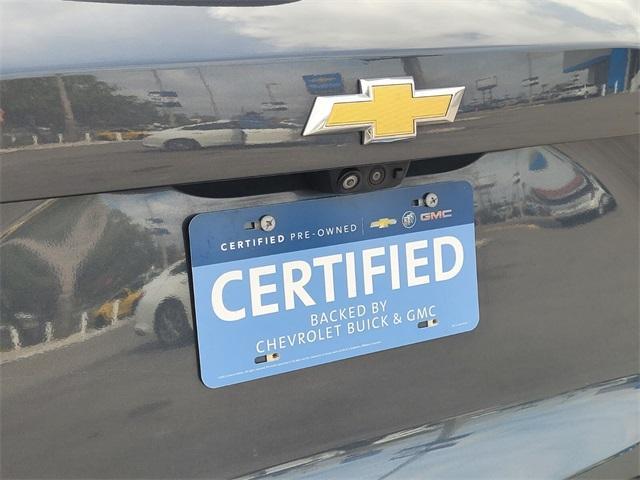 CERTIFIED PRE-OWNED | GMC
CERTIFIED
BACKED BY
CHEVROLET BUICK & GMC